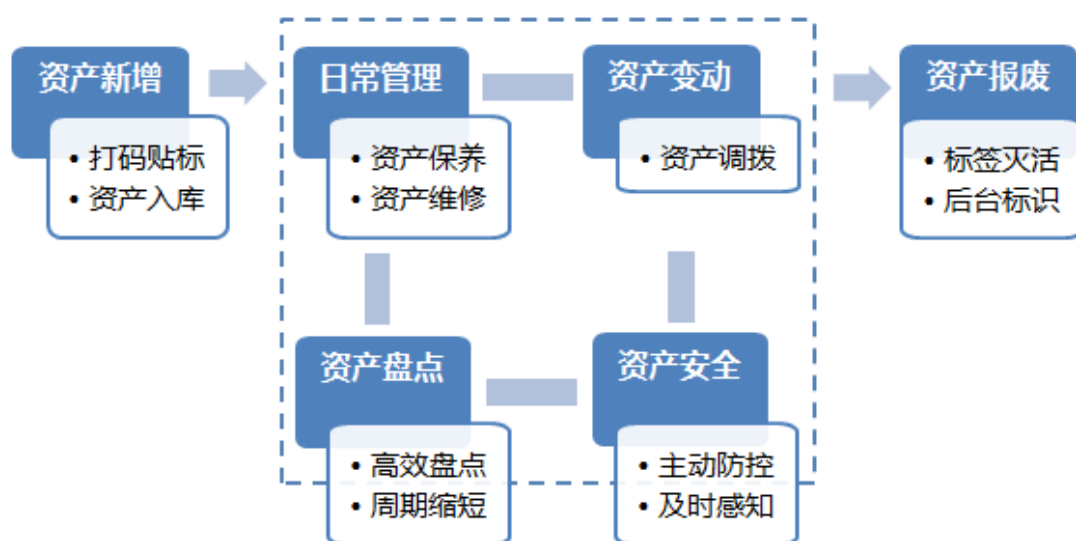 资产新增
• 打码贴标
• 资产入库
日常管理
• 资产保养
• 资产维修
资产变动
• 资产调拨
资产报废
• 标签灭活
• 后台标识
资产盘点
• 高效盘点
• 周期缩短
资产安全
• 主动防控
• 及时感知